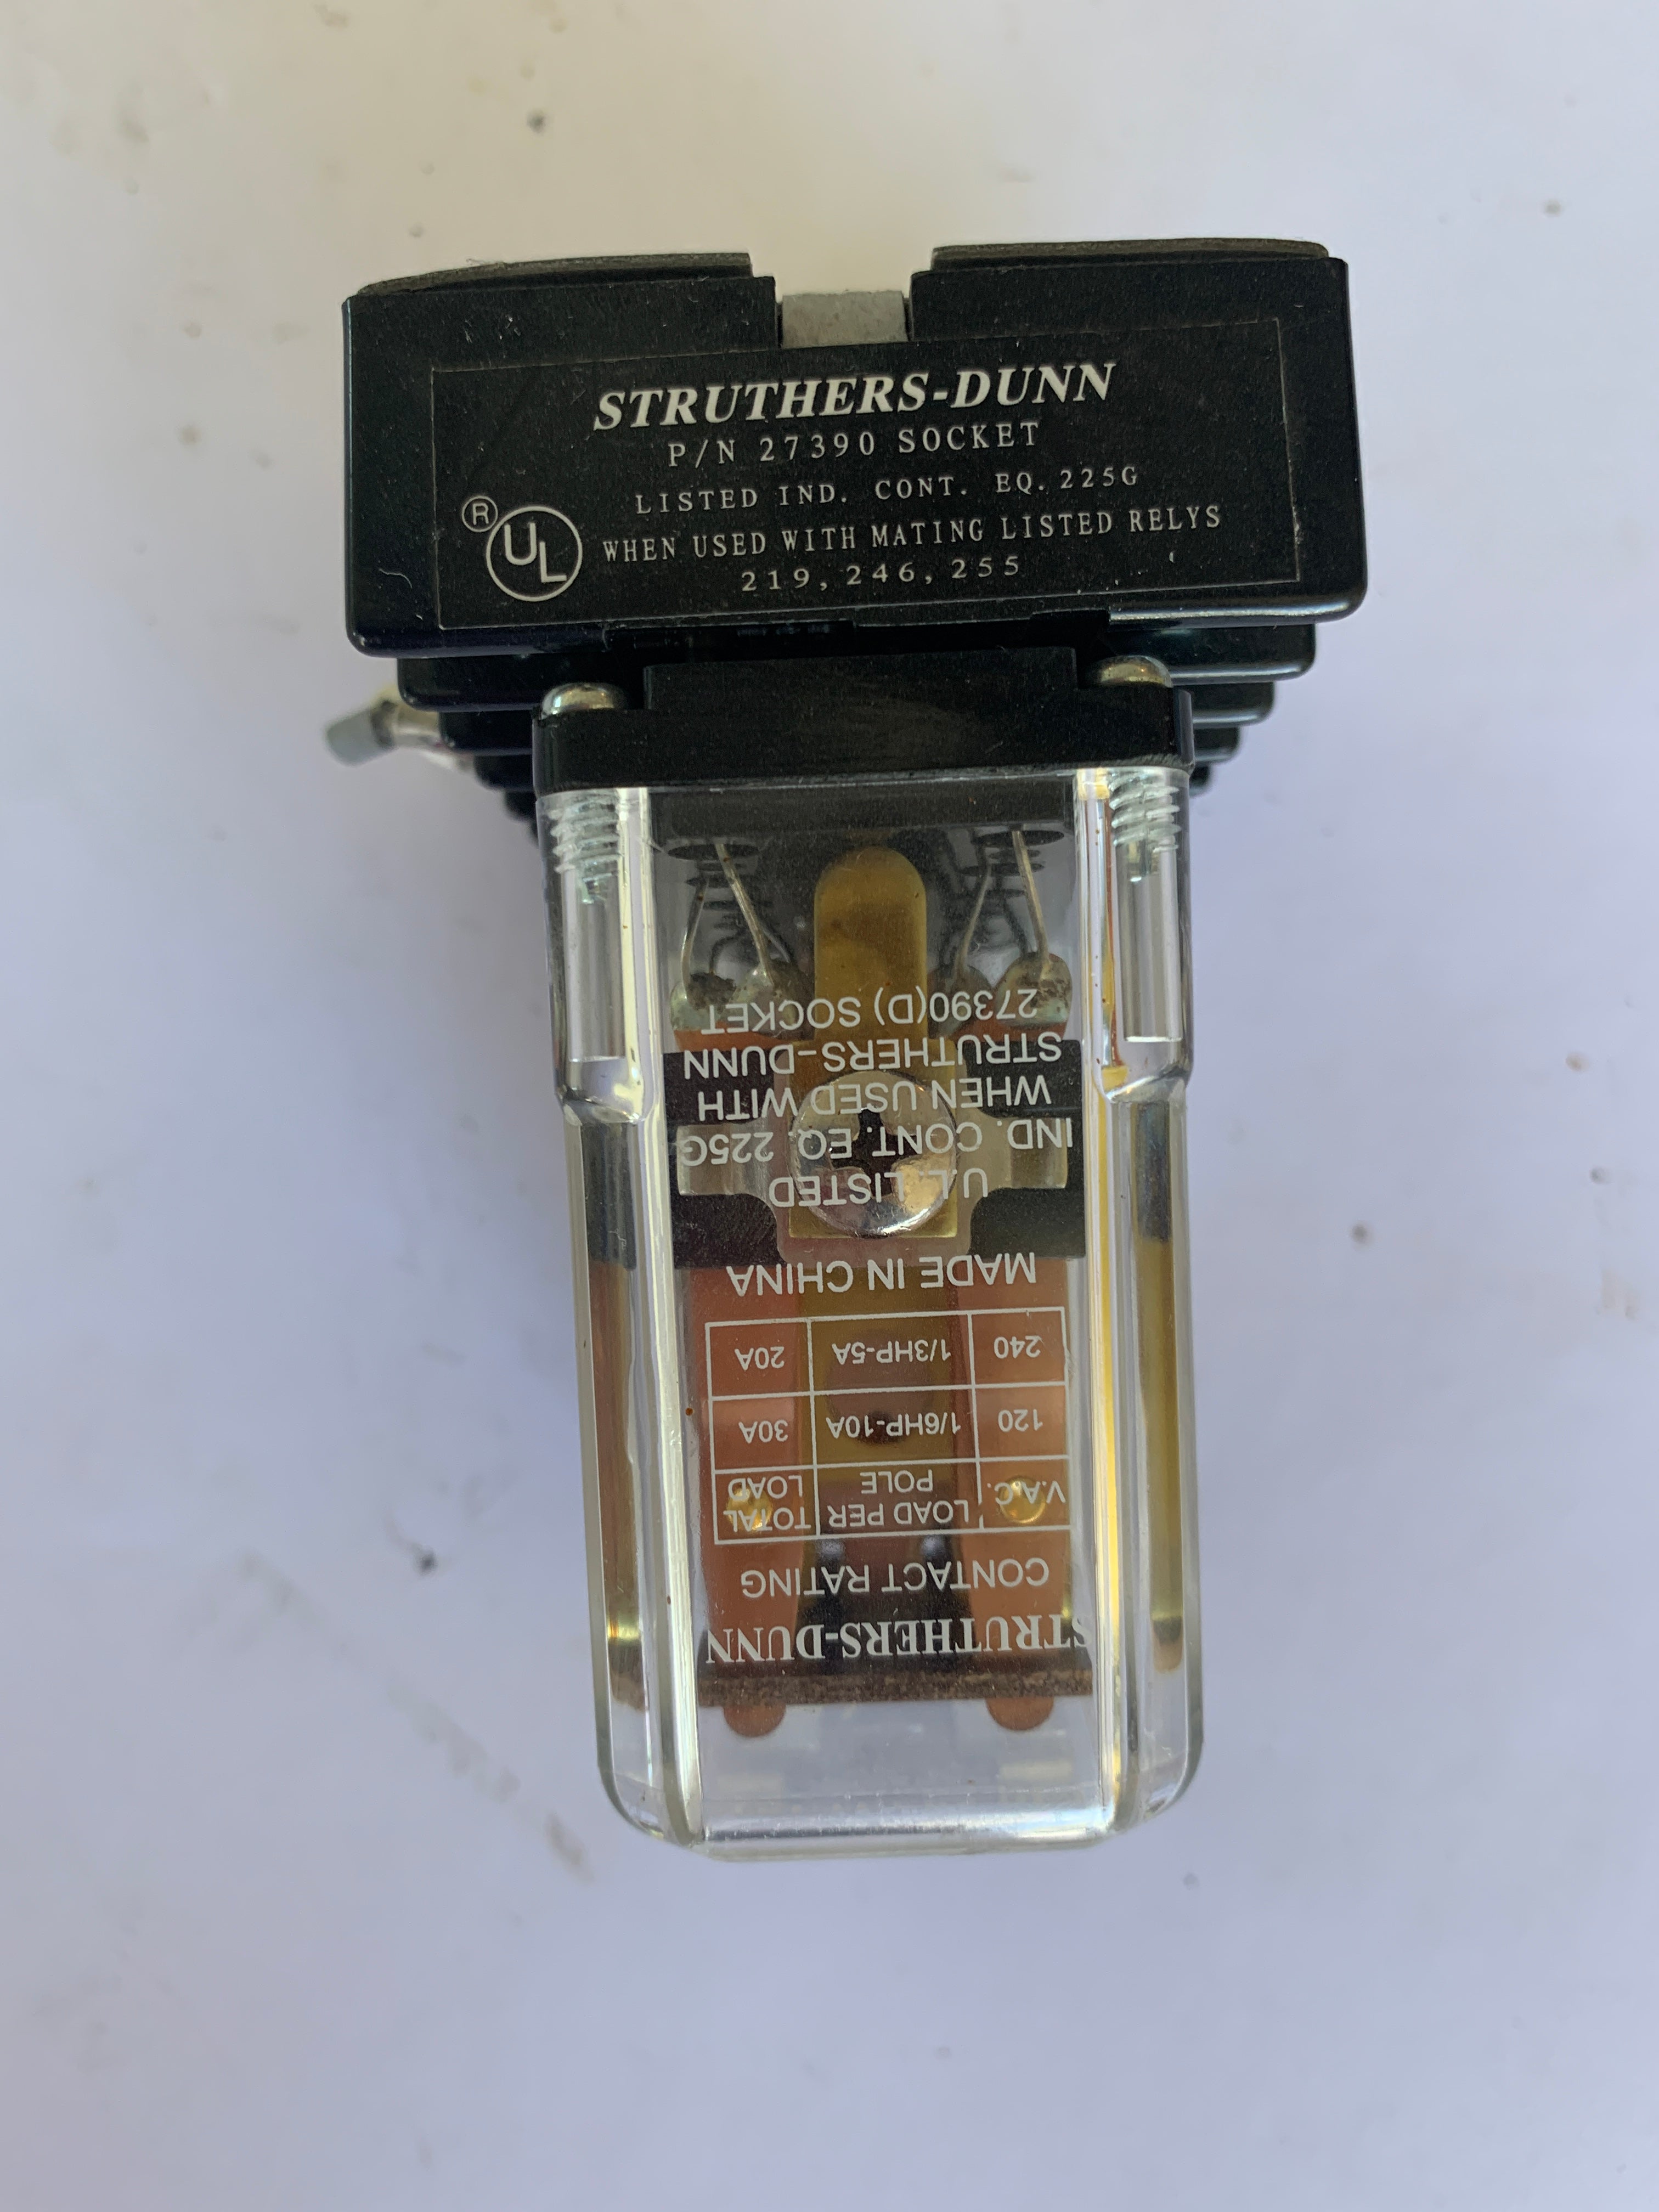 STRUTHERS-DUNN
P/N 27390 SOCKET
LISTED IND. CONT. EQ. 225G
® UL WHEN USED WITH MATING LISTED RELYS
219, 246, 255
STRUTHERS-DUNN
CONTACT RATING
V.A.C. LOAD PER POLE TOTAL LOAD
120 1/6HP-10A 30A
240 1/3HP-5A 20A
MADE IN CHINA
U.L. LISTED
IND. CONT. EQ. 225G
WHEN USED WITH
STRUTHERS-DUNN
27390(D) SOCKET